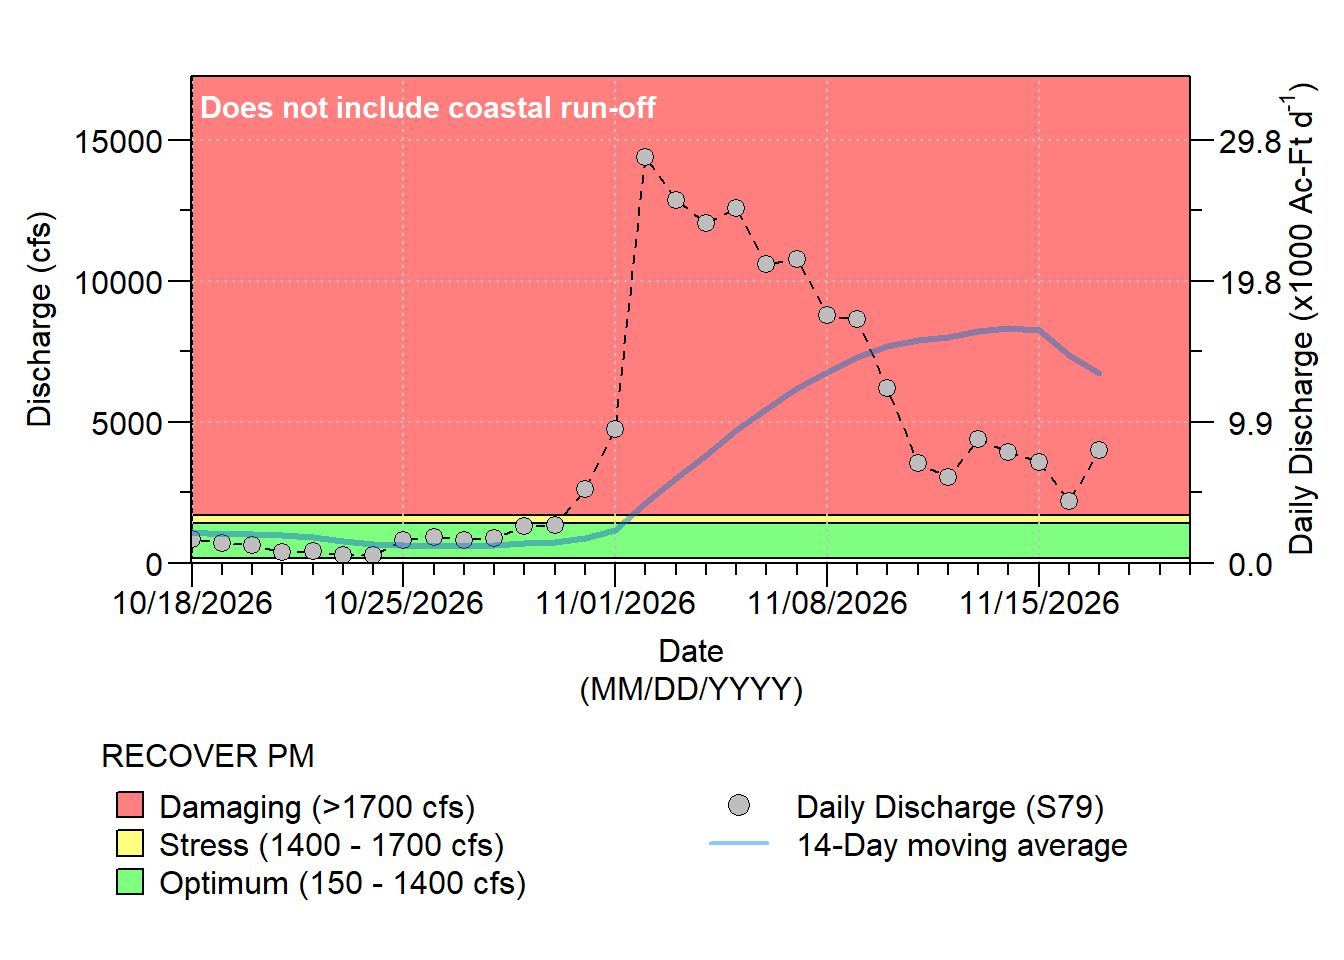 Does not include coastal run-off
15000
10000
5000
0
Discharge (cfs)
29.8
19.8
9.9
0.0
Daily Discharge (x1000 Ac-Ft d-1)
10/18/2026 10/25/2026 11/01/2026 11/08/2026 11/15/2026
Date
(MM/DD/YYYY)
RECOVER PM
Damaging (>1700 cfs)
Stress (1400 - 1700 cfs)
Optimum (150 - 1400 cfs)
Daily Discharge (S79)
14-Day moving average